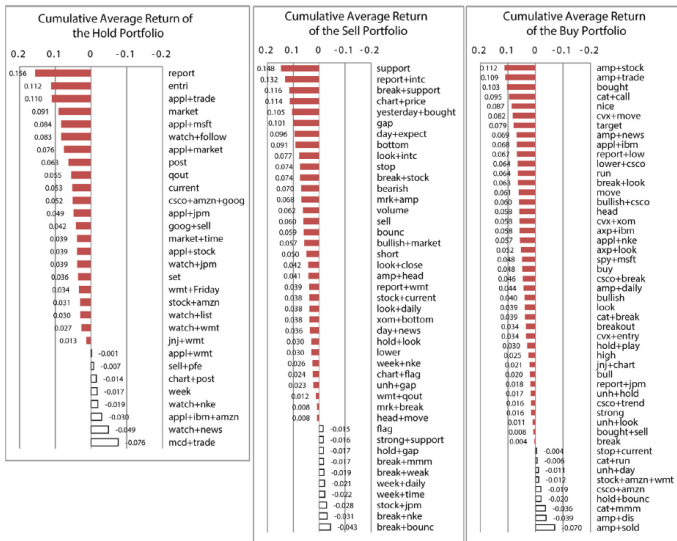 Cumulative Average Return of
the Hold Portfolio
0.2 0.1 0 -0.1 -0.2
0.156 report
0.112 entri
0.110 appl+trade
0.091 market
0.084 appl+msft
0.083 watch+follow
0.076 appl+market
0.063 post
0.055 qout
0.053 current
0.052 csco+amzn+goog
0.049 appl+jpm
0.042 goog+sell
0.039 market+time
0.039 appl+stock
0.039 watch+jpm
0.036 set
0.034 wmt+Friday
0.031 stock+amzn
0.030 watch+list
0.027 watch+wmt
0.013 jnj+wmt
-0.001 appl+wmt
-0.007 sell+pfe
-0.014 chart+post
-0.017 week
-0.019 watch+nke
-0.030 appl+ibm+amzn
-0.049 watch+news
-0.076 mcd+trade
Cumulative Average Return
of the Sell Portfolio
0.2 0.1 0 -0.1 -0.2
0.148 support
0.132 report+intc
0.116 break+support
0.114 chart+price
0.105 yesterday+bought
0.101 gap
0.096 day+expect
0.091 bottom
0.077 look+intc
0.074 stop
0.074 break+stock
0.070 bearish
0.068 mrk+amp
0.062 volume
0.060 sell
0.059 bounc
0.057 bullish+market
0.050 short
0.042 look+close
0.041 amp+head
0.039 report+wmt
0.038 stock+current
0.038 look+daily
0.038 xom+bottom
0.036 day+news
0.030 hold+look
0.030 lower
0.026 week+nke
0.024 chart+flag
0.023 unh+gap
0.012 wmt+qout
0.008 mrk+break
0.008 head+move
-0.015 flag
-0.016 strong+support
-0.017 hold+gap
-0.017 break+mmm
-0.019 break+weak
-0.021 week+daily
-0.022 week+time
-0.028 stock+jpm
-0.031 break+nke
-0.043 break+bounc
Cumulative Average Return
of the Buy Portfolio
0.2 0.1 0 -0.1 -0.2
0.112 amp+stock
0.109 amp+trade
0.103 bought
0.095 cat+call
0.087 nice
0.082 cvx+move
0.079 target
0.069 amp+news
0.068 appl+ibm
0.067 report+low
0.064 lower+csco
0.064 run
0.063 break+look
0.061 move
0.060 bullish+csco
0.058 head
0.058 cvx+xom
0.058 axp+ibm
0.057 appl+nke
0.052 axp+look
0.048 spy+msft
0.048 buy
0.046 csco+break
0.044 amp+daily
0.040 bullish
0.039 look
0.039 cat+break
0.034 breakout
0.034 cvx+entry
0.030 hold+play
0.025 high
0.021 jnj+chart
0.020 bull
0.018 report+jpm
0.017 unh+hold
0.016 csco+trend
0.016 strong
0.011 unh+look
0.008 bought+sell
0.004 break
-0.004 stop+current
-0.006 cat+run
-0.011 unh+day
-0.012 stock+amzn+wmt
-0.019 csco+amzn
-0.020 hold+bounc
-0.036 cat+mmm
-0.039 amp+dis
-0.070 amp+sold